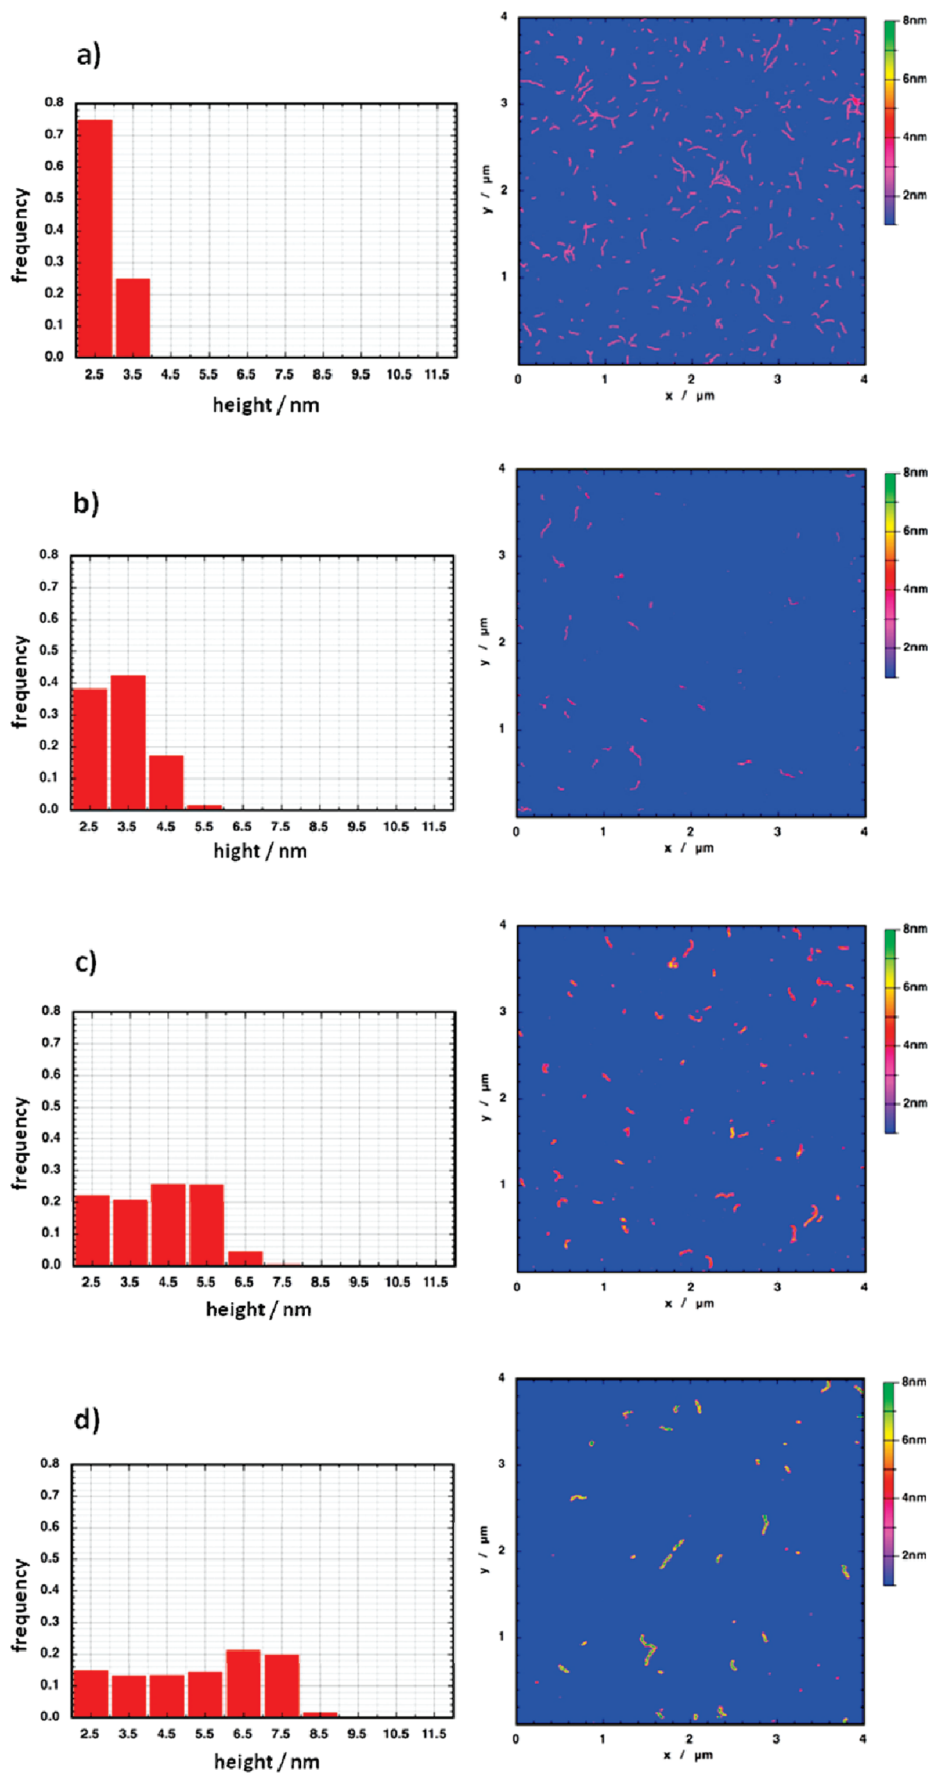 a)
frequency
0.8
0.7
0.6
0.5
0.4
0.3
0.2
0.1
0.0
2.5 3.5 4.5 5.5 6.5 7.5 8.5 9.5 10.5 11.5
height / nm
y / µm
4
3
2
1
0 1 2 3 4
x / µm
8nm
6nm
4nm
2nm
b)
frequency
0.8
0.7
0.6
0.5
0.4
0.3
0.2
0.1
0.0
2.5 3.5 4.5 5.5 6.5 7.5 8.5 9.5 10.5 11.5
hight / nm
y / µm
4
3
2
1
0 1 2 3 4
x / µm
8nm
6nm
4nm
2nm
c)
frequency
0.8
0.7
0.6
0.5
0.4
0.3
0.2
0.1
0.0
2.5 3.5 4.5 5.5 6.5 7.5 8.5 9.5 10.5 11.5
height / nm
y / µm
4
3
2
1
0 1 2 3 4
x / µm
8nm
6nm
4nm
2nm
d)
frequency
0.8
0.7
0.6
0.5
0.4
0.3
0.2
0.1
0.0
2.5 3.5 4.5 5.5 6.5 7.5 8.5 9.5 10.5 11.5
height / nm
y / µm
4
3
2
1
0 1 2 3 4
x / µm
8nm
6nm
4nm
2nm